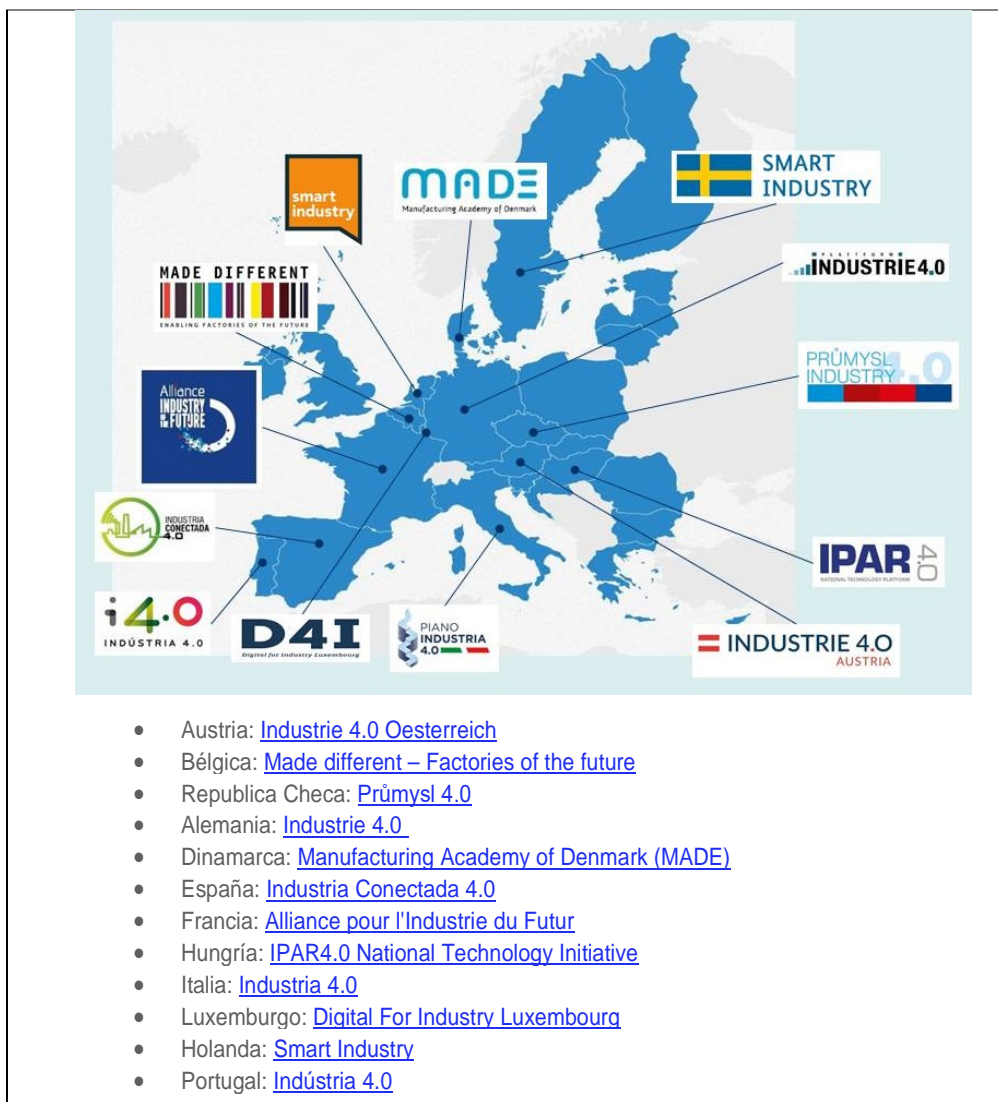 SMART
INDUSTRY
MADE
Manufacturing Academy of Denmark
smart
industry
PLATTFORM
INDUSTRIE4.0
MADE DIFFERENT
ENABLING FACTORIES OF THE FUTURE
PRŮMYSL
INDUSTRY 4.0
Alliance
INDUSTRY
OF THE FUTURE
INDUSTRIA
CONECTADA
4.0
IPAR 4.0
NATIONAL TECHNOLOGY PLATFORM
i4.0
INDÚSTRIA 4.0
D4I
Digital for Industry Luxembourg
PIANO
INDUSTRIA
4.0
INDUSTRIE 4.0
AUSTRIA
• Austria: Industrie 4.0 Oesterreich
• Bélgica: Made different – Factories of the future
• Republica Checa: Průmysl 4.0
• Alemania: Industrie 4.0
• Dinamarca: Manufacturing Academy of Denmark (MADE)
• España: Industria Conectada 4.0
• Francia: Alliance pour l'Industrie du Futur
• Hungría: IPAR4.0 National Technology Initiative
• Italia: Industria 4.0
• Luxemburgo: Digital For Industry Luxembourg
• Holanda: Smart Industry
• Portugal: Indústria 4.0